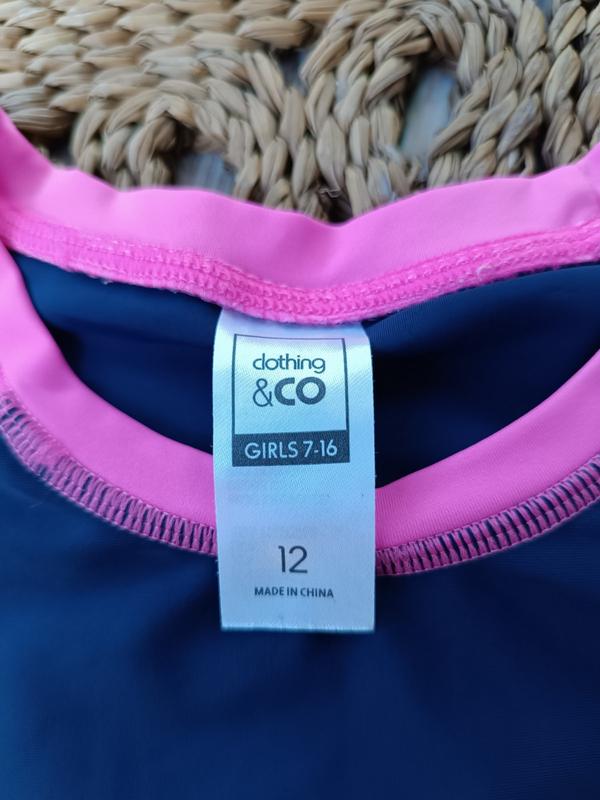 clothing
&CO
GIRLS 7-16
12
MADE IN CHINA